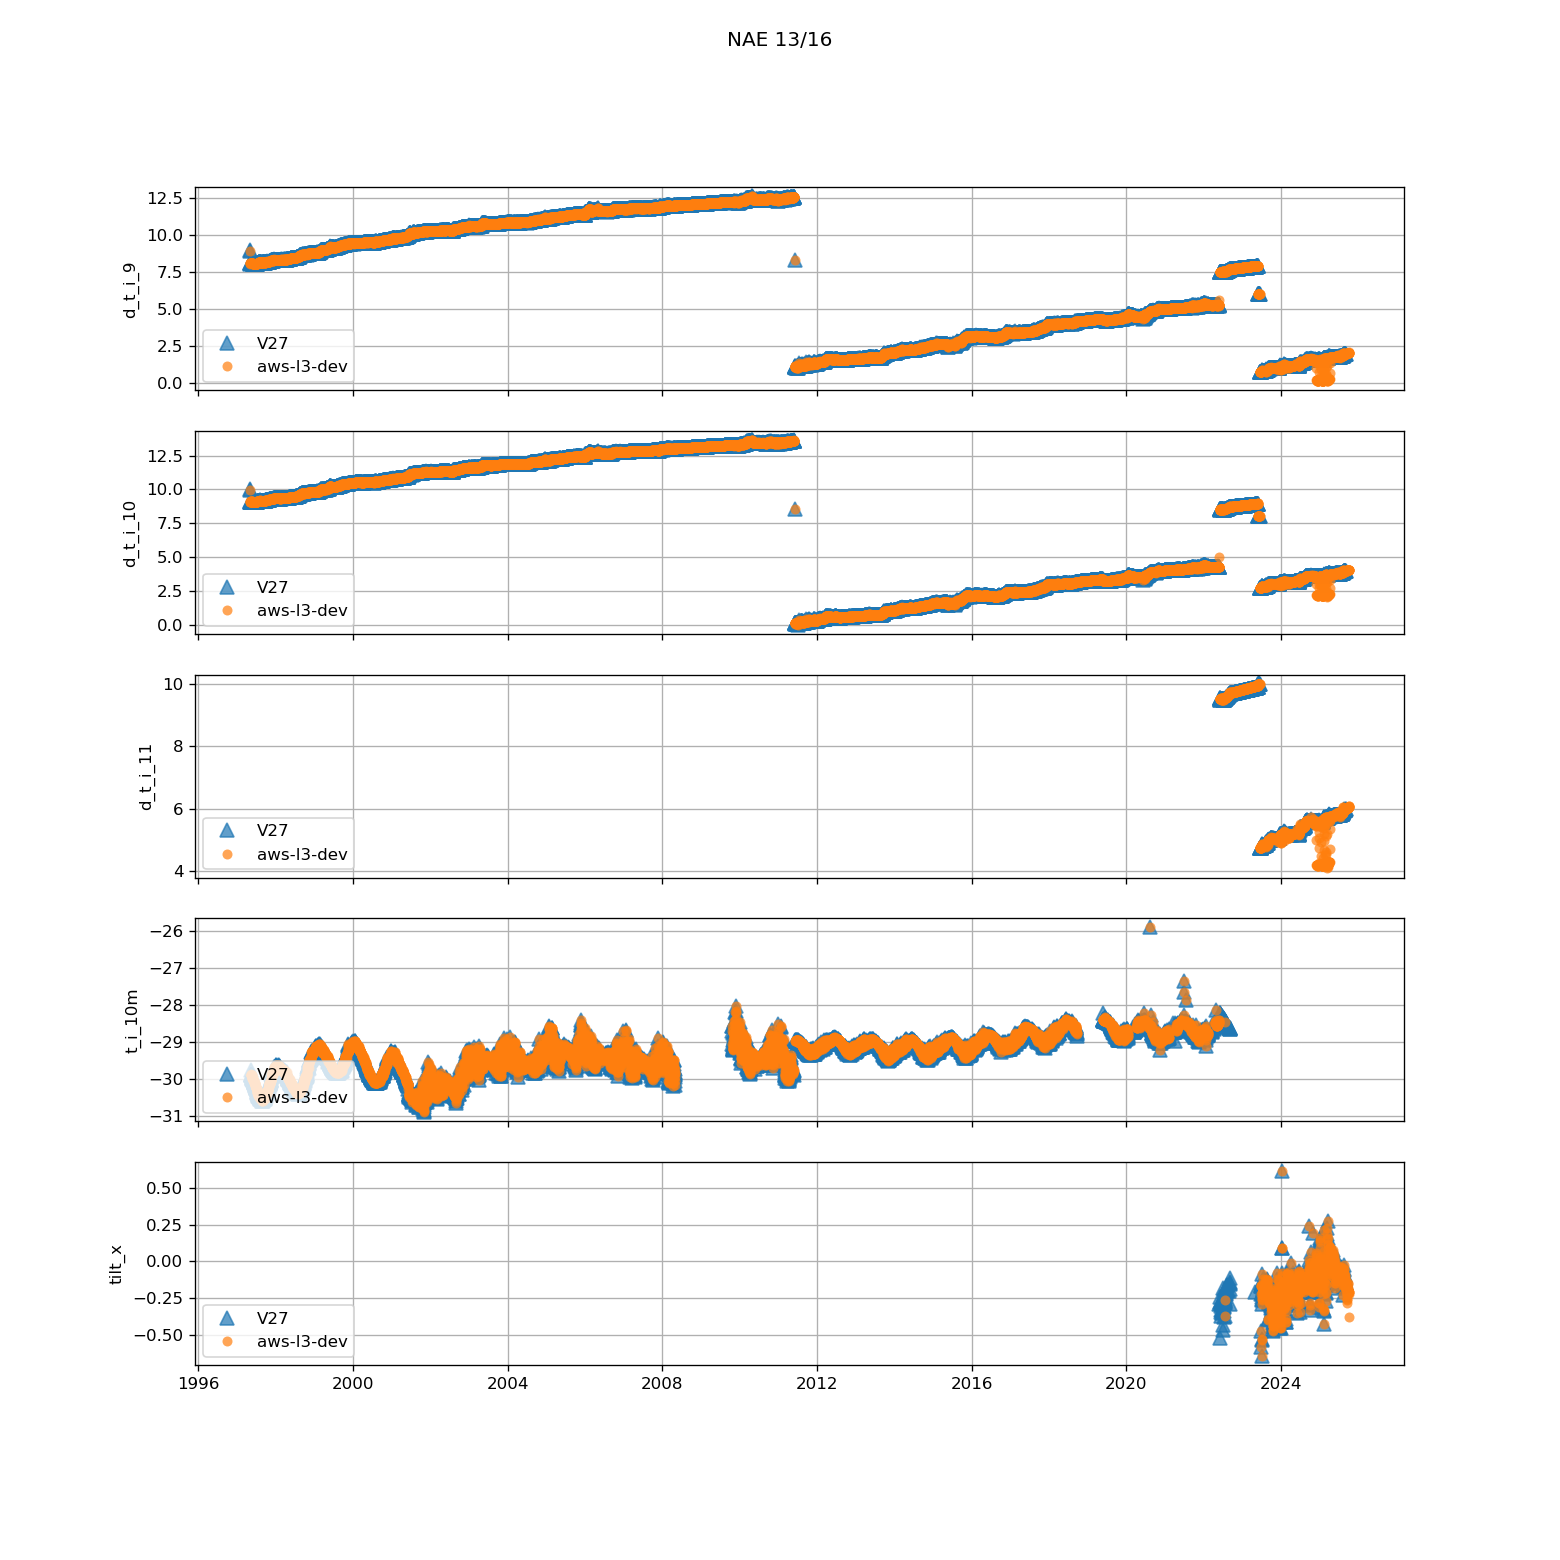 NAE 13/16
d_t_i_9
12.5
10.0
7.5
5.0
2.5
0.0
V27
aws-l3-dev
d_t_i_10
12.5
10.0
7.5
5.0
2.5
0.0
V27
aws-l3-dev
d_t_i_11
10
8
6
4
V27
aws-l3-dev
t_i_10m
−26
−27
−28
−29
−30
−31
V27
aws-l3-dev
tilt_x
0.50
0.25
0.00
−0.25
−0.50
V27
aws-l3-dev
1996 2000 2004 2008 2012 2016 2020 2024